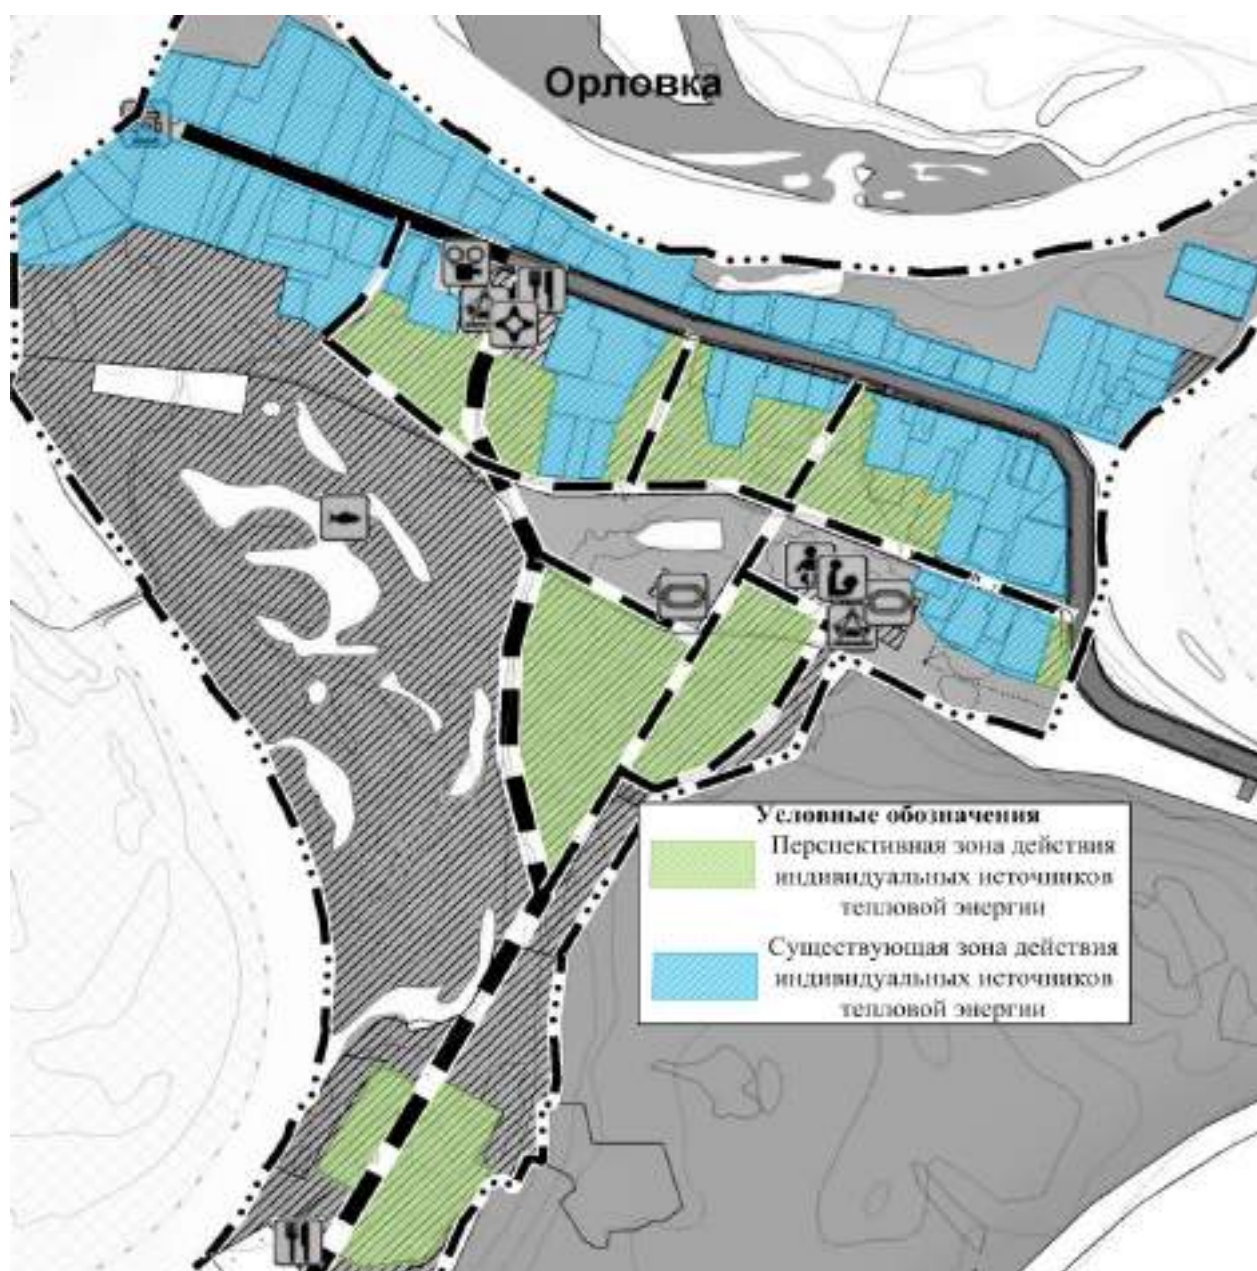 Орловка
Условные обозначения
Перспективная зона действия
индивидуальных источников
тепловой энергии
Существующая зона действия
индивидуальных источников
тепловой энергии